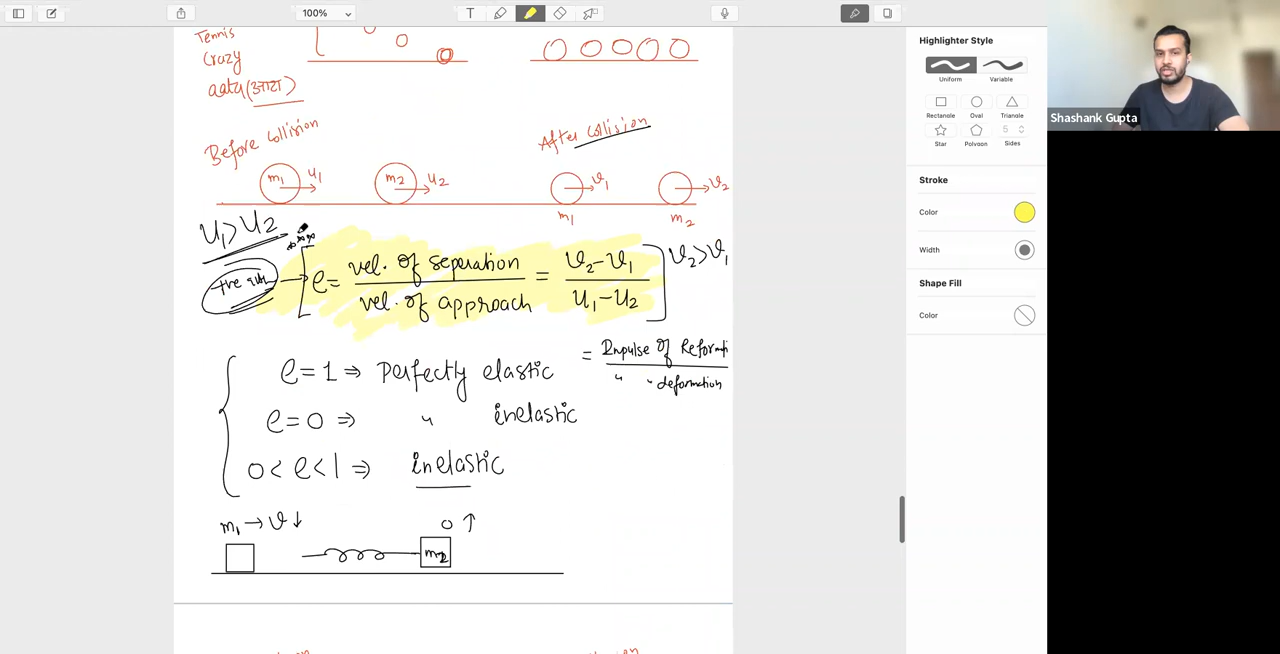 100%
T
Highlighter Style
Uniform
Variable
Rectangle
Oval
Triangle
Star
Polygon
5
Sides
Stroke
Color
Width
Shape Fill
Color
Shashank Gupta
Tennis
Crazy
aata(आटा)
Before collision
After collision
m₁ u₁
m₂ u₂
v₁
v₂
m₁
m₂
u₁ > u₂
+ve
[e = vel. of seperation / vel. of approach = v₂ - v₁ / u₁ - u₂]
v₂ > v₁
= Impulse of Reformati
" " deformation
e = 1 ⇒ Perfectly elastic
e = 0 ⇒ " inelastic
0 < e < 1 ⇒ inelastic
m₁ → v ↓
0 ↑
m₂